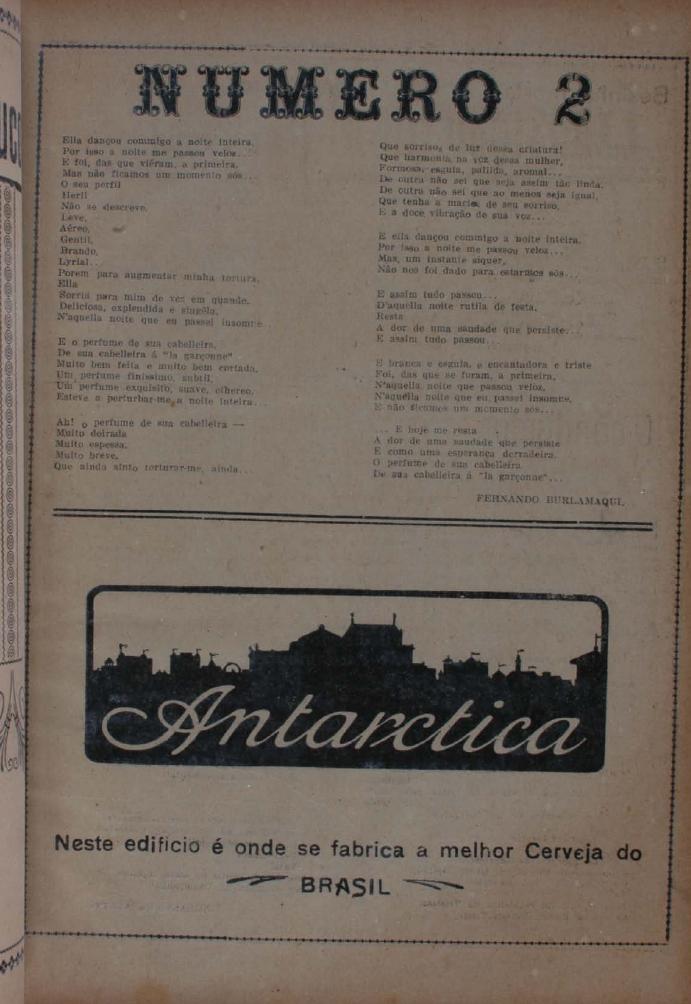 NUMERO 2
Ella dançou commigo a noite inteira,
Por isso a noite me passou veloz...
E foi, das que viéram, a primeira,
Mas não ficamos um momento sós...
O seu perfil
Heril
Não se descreve.
Leve,
Aéreo,
Gentil,
Brando,
Lyrial...
Porem para augmentar minha tortura,
Ella
Sorria para mim de vez em quando.
Deliciosa, explendida e singéla,
N'aquella noite que eu passei insomne.
E o perfume de sua cabelleira,
De sua cabelleira á "la garçonne"
Muito bem feita e muito bem cortada,
Um perfume finissimo, subtil,
Um perfume exquisito, suave, ethereo,
Esteve a perturbar-me a noite inteira...
Ah! o perfume de sua cabelleira —
Muito doirada
Muito espessa,
Muito breve,
Que ainda sinto torturar-me, ainda...
Que sorrisos de luz dessa criatura!
Que harmonia na voz dessa mulher,
Formosa, esguia, pallida, aromal...
De outra não sei que seja assim tão linda,
De outra não sei que ao menos seja igual,
Que tenha a macies de seu sorriso,
E a doce vibração de sua voz...
E ella dançou commigo a noite inteira,
Por isso a noite me passou veloz...
Mas, um instante siquer,
Não nos foi dado para estarmos sós...
E assim tudo passou...
D'aquella noite rutila de festa,
Resta
A dor de uma saudade que persiste...
E assim tudo passou
E branca e esguia, e encantadora e triste
Foi, das que se foram, a primeira,
N'aquella noite que passou veloz,
N'aquella noite que eu passei insomne,
E não ficamos um momento sós...
... E hoje me resta
A dor de uma saudade que persiste
E como uma esperança derradeira,
O perfume de sua cabelleira
De sua cabelleira á "la garçonne"...
FERNANDO BURLAMAQUI.
Antarctica
Neste edificio é onde se fabrica a melhor Cerveja do
BRASIL